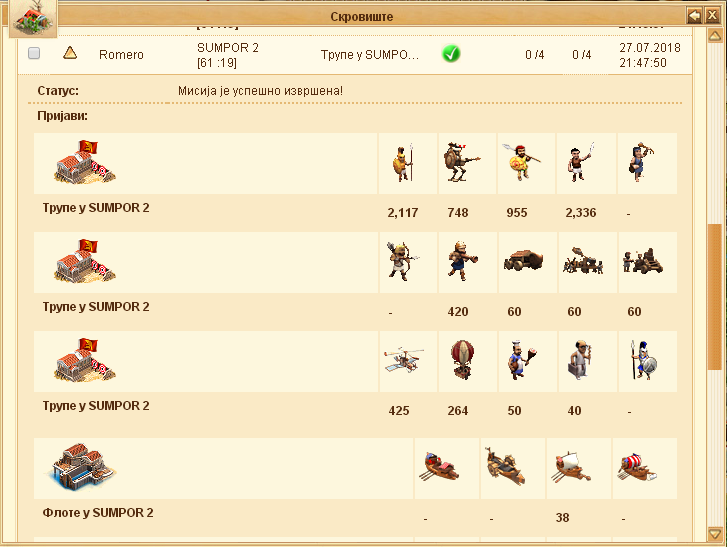 Скровиште
Romero
SUMPOR 2
[61 :19]
Трупе у SUMPO...
0 /4
0 /4
27.07.2018
21:47:50
Статус:
Мисија је успешно извршена!
Пријави:
Трупе у SUMPOR 2
2,117 748 955 2,336 -
Трупе у SUMPOR 2
- 420 60 60 60
Трупе у SUMPOR 2
425 264 50 40 -
Флоте у SUMPOR 2
- - 38 -